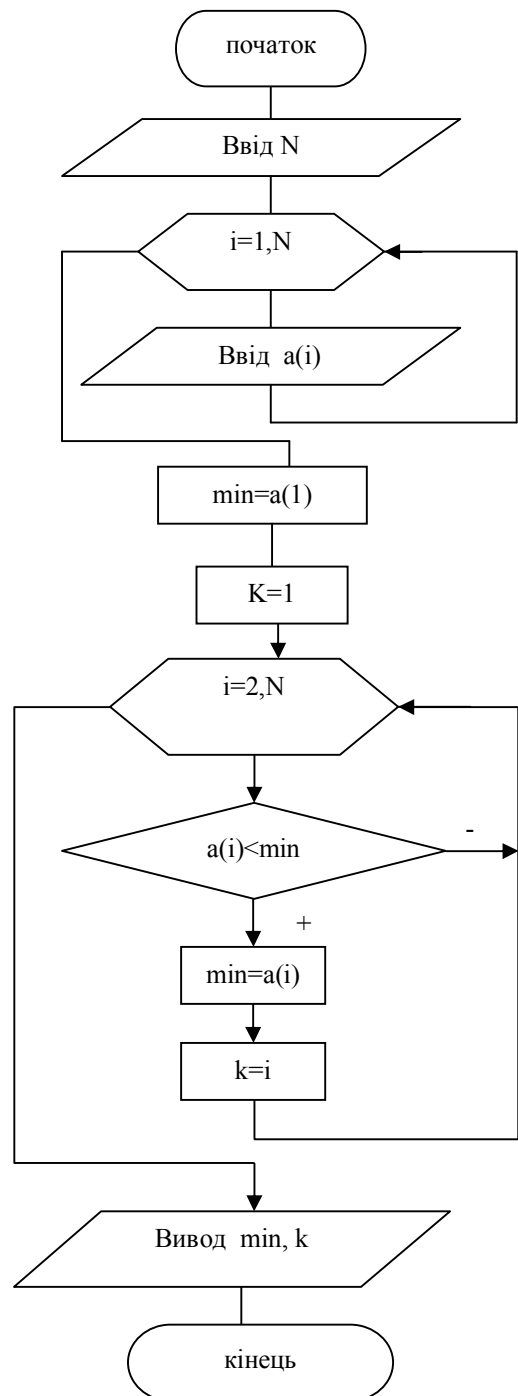 початок
Ввід N
i=1,N
Ввід a(i)
min=a(1)
K=1
i=2,N
a(i)<min
-
+
min=a(i)
k=i
Вивод min, k
кінець